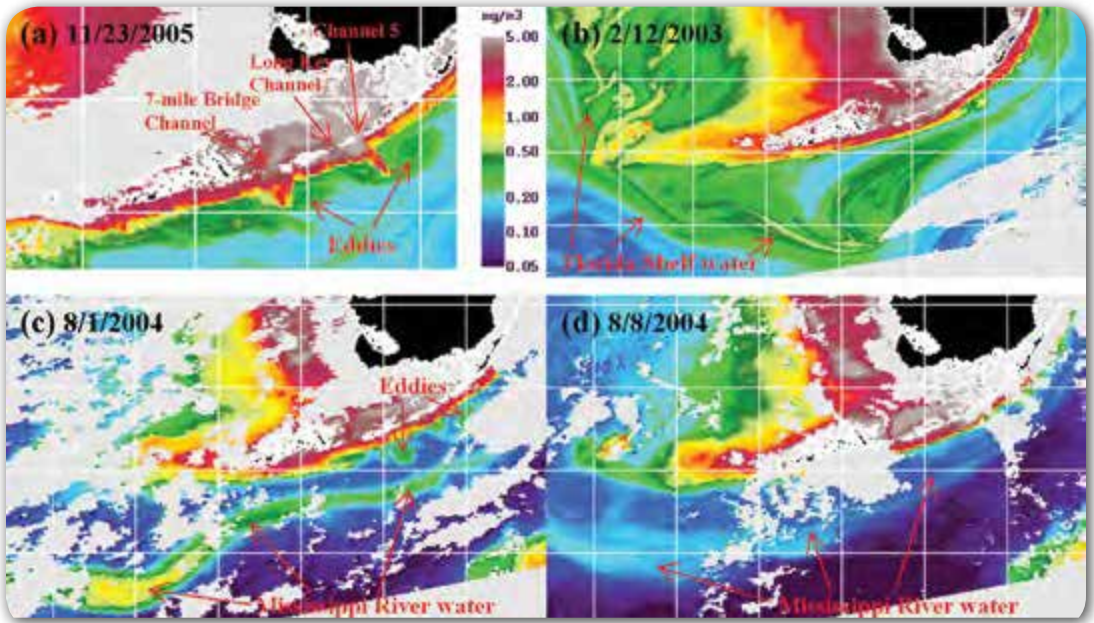 (a) 11/23/2005
Channel 5
Long Key
Channel
7-mile Bridge
Channel
Eddies
mg/m3
5.00
2.00
1.00
0.50
0.20
0.10
0.05
(b) 2/12/2003
Florida Shelf water
(c) 8/1/2004
Eddies
Mississippi River water
(d) 8/8/2004
Mississippi River water